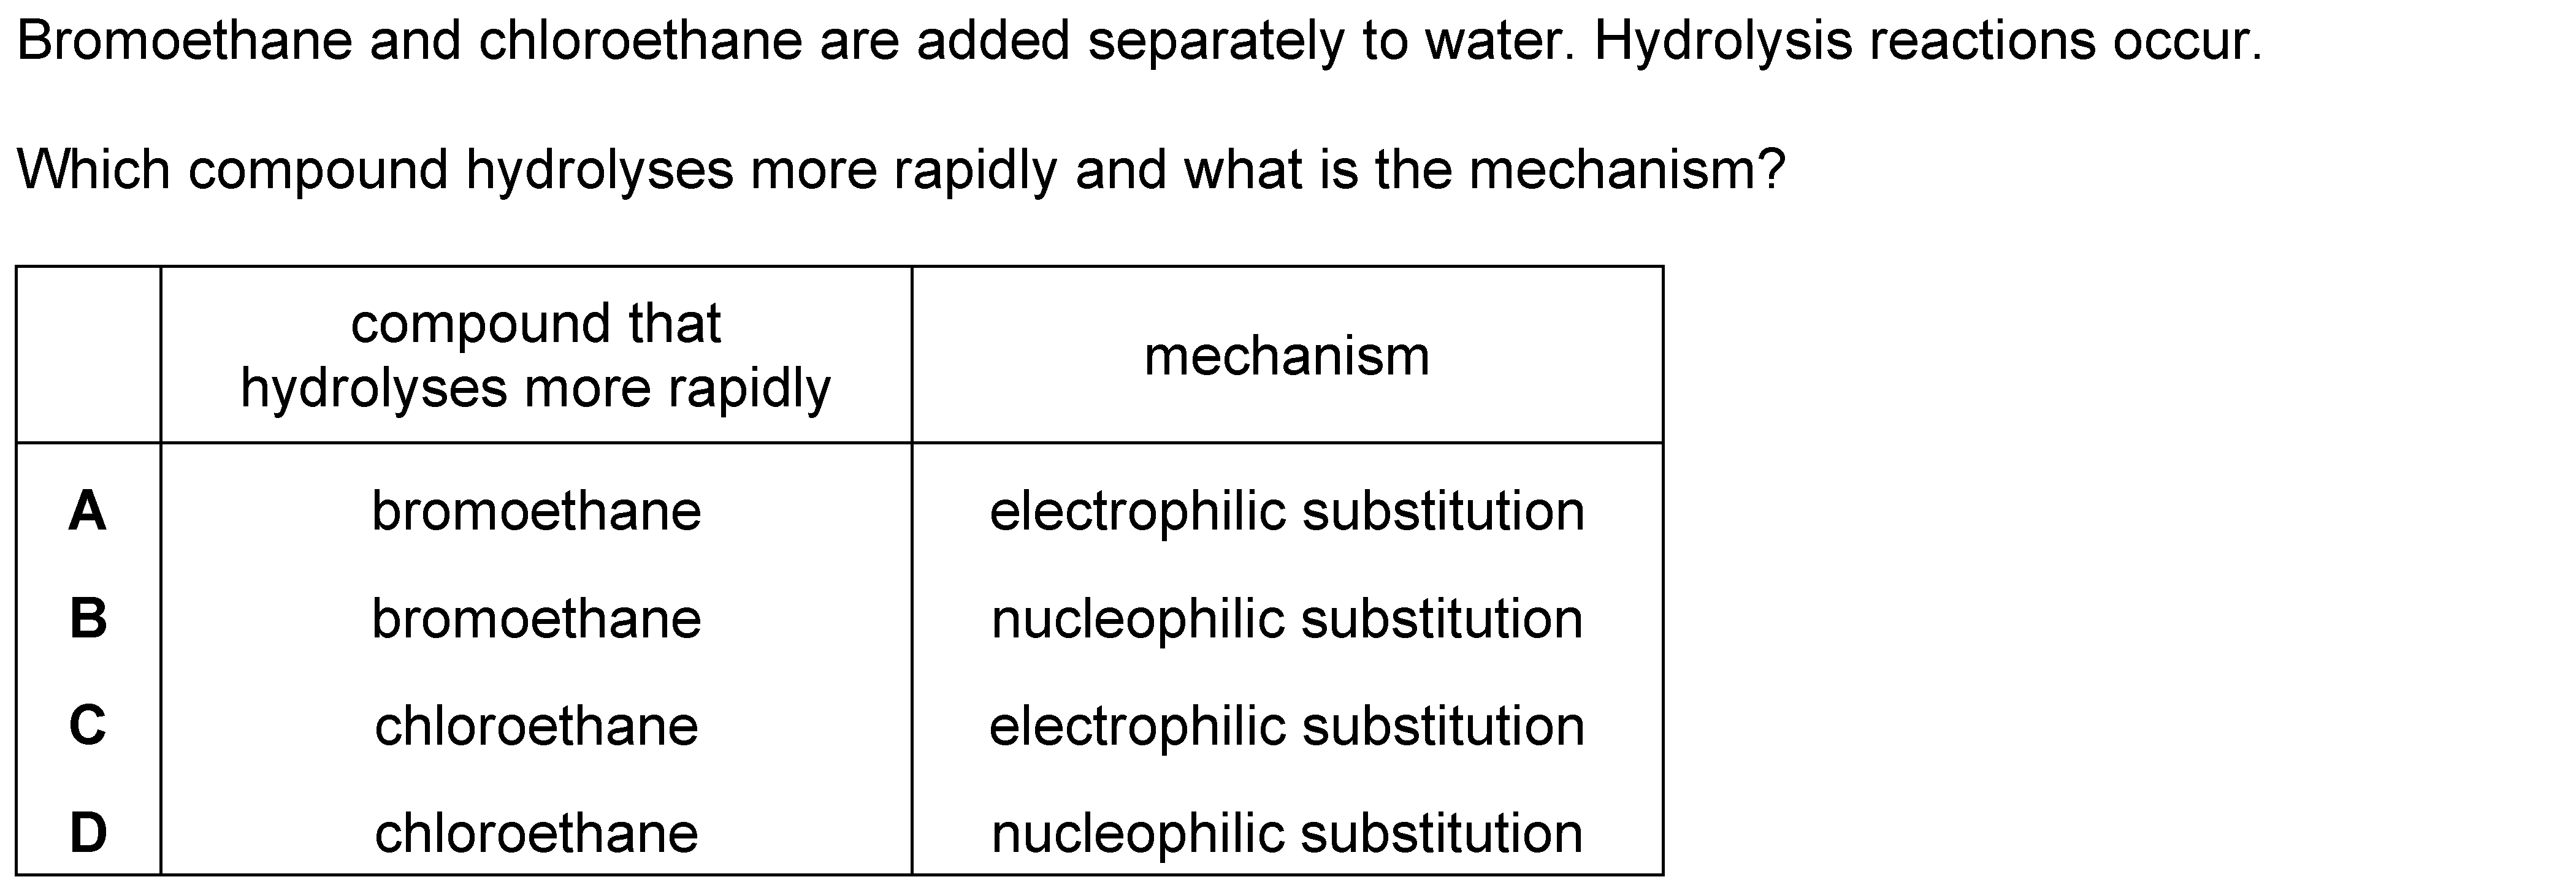 Bromoethane and chloroethane are added separately to water. Hydrolysis reactions occur.
Which compound hydrolyses more rapidly and what is the mechanism?
compound that
hydrolyses more rapidly
mechanism
A bromoethane electrophilic substitution
B bromoethane nucleophilic substitution
C chloroethane electrophilic substitution
D chloroethane nucleophilic substitution